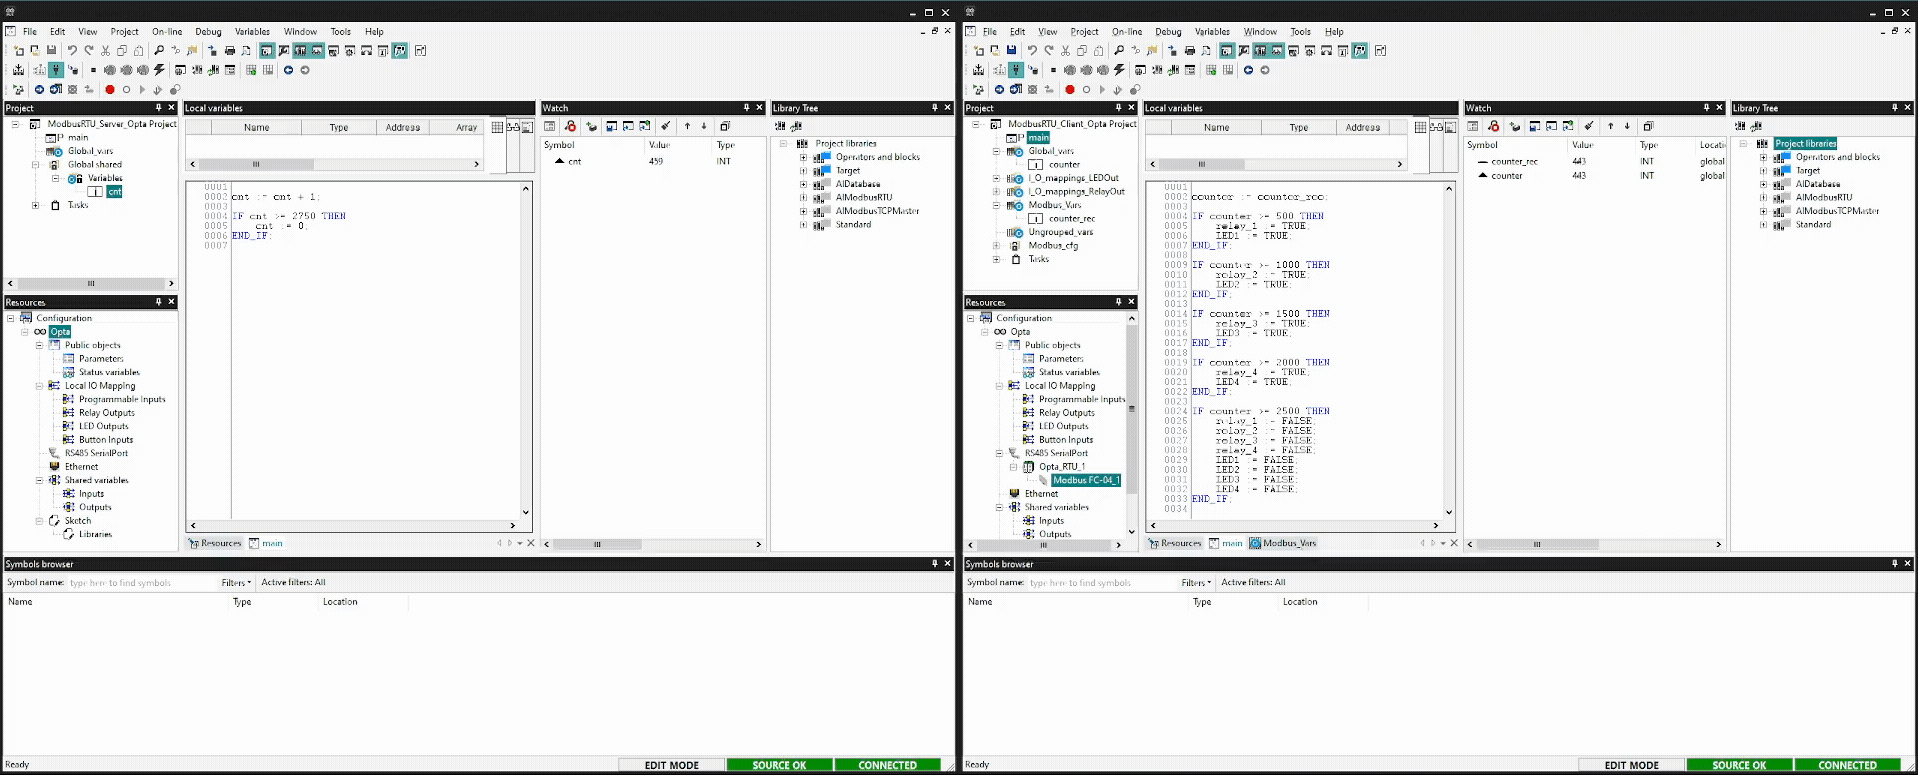 File Edit View Project On-line Debug Variables Window Tools Help
Project
ModbusRTU_Server_Opta Project
main
Global_vars
Global shared
Variables
cnt
Tasks
Resources
Configuration
Opta
Public objects
Parameters
Status variables
Local IO Mapping
Programmable Inputs
Relay Outputs
LED Outputs
Button Inputs
RS485 SerialPort
Ethernet
Shared variables
Inputs
Outputs
Sketch
Libraries
Local variables
Name Type Address Array
0001
0002 cnt := cnt + 1;
0003
0004 IF cnt >= 2750 THEN
0005 cnt := 0;
0006 END_IF;
0007
Resources main
Watch
Symbol Value Type
cnt 459 INT
Library Tree
Project libraries
Operators and blocks
Target
AlDatabase
AlModbusRTU
AlModbusTCPMaster
Standard
Symbols browser
Symbol name: type here to find symbols Filters Active filters: All
Name Type Location
Ready EDIT MODE SOURCE OK CONNECTED
File Edit View Project On-line Debug Variables Window Tools Help
Project
ModbusRTU_Client_Opta Project
main
Global_vars
counter
I_O_mappings_LEDOut
I_O_mappings_RelayOut
Modbus_Vars
counter_rec
Ungrouped_vars
Modbus_cfg
Tasks
Resources
Configuration
Opta
Public objects
Parameters
Status variables
Local IO Mapping
Programmable Inputs
Relay Outputs
LED Outputs
Button Inputs
RS485 SerialPort
Opta_RTU_1
Modbus FC-04_1
Ethernet
Shared variables
Inputs
Outputs
Local variables
Name Type Address
0001
0002 counter := counter_rec;
0003
0004 IF counter >= 500 THEN
0005 relay_1 := TRUE;
0006 LED1 := TRUE;
0007 END_IF;
0008
0009 IF counter >= 1000 THEN
0010 relay_2 := TRUE;
0011 LED2 := TRUE;
0012 END_IF;
0013
0014 IF counter >= 1500 THEN
0015 relay_3 := TRUE;
0016 LED3 := TRUE;
0017 END_IF;
0018
0019 IF counter >= 2000 THEN
0020 relay_4 := TRUE;
0021 LED4 := TRUE;
0022 END_IF;
0023
0024 IF counter >= 2500 THEN
0025 relay_1 := FALSE;
0026 relay_2 := FALSE;
0027 relay_3 := FALSE;
0028 relay_4 := FALSE;
0029 LED1 := FALSE;
0030 LED2 := FALSE;
0031 LED3 := FALSE;
0032 LED4 := FALSE;
0033 END_IF;
0034
Resources main Modbus_Vars
Watch
Symbol Value Type Locati
counter_rec 443 INT global
counter 443 INT global
Library Tree
Project libraries
Operators and blocks
Target
AlDatabase
AlModbusRTU
AlModbusTCPMaster
Standard
Symbols browser
Symbol name: type here to find symbols Filters Active filters: All
Name Type Location
Ready EDIT MODE SOURCE OK CONNECTED